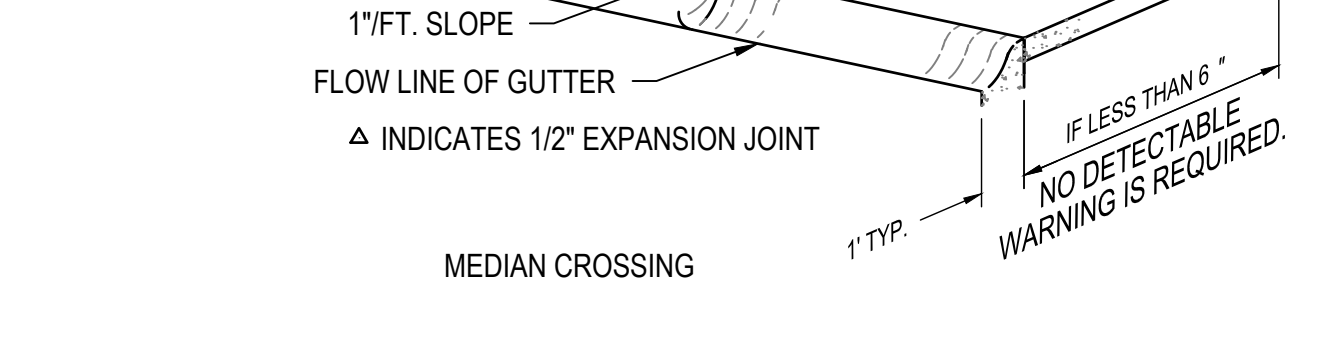 1"/FT. SLOPE
FLOW LINE OF GUTTER
INDICATES 1/2" EXPANSION JOINT
IF LESS THAN 6 "
NO DETECTABLE
WARNING IS REQUIRED.
1' TYP.
MEDIAN CROSSING